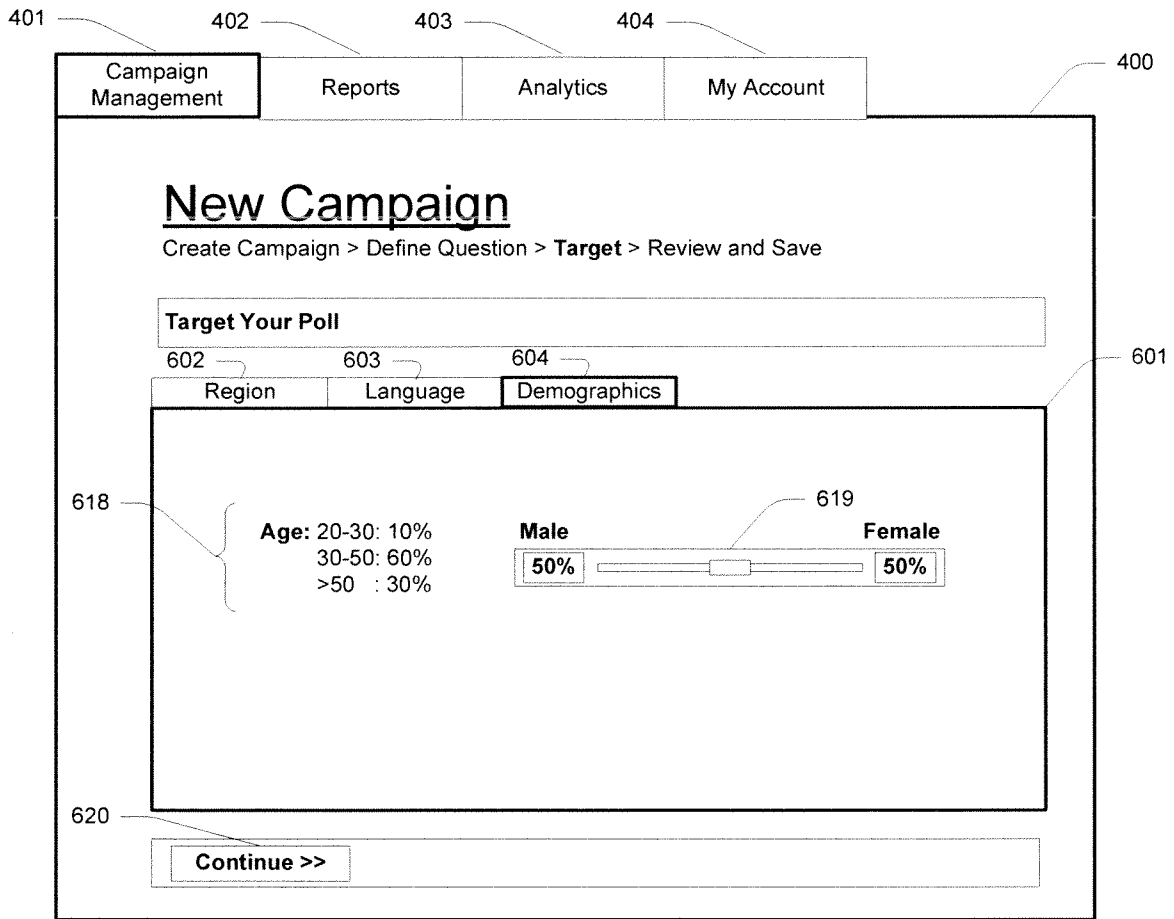 401
402
403
404
Campaign
Management
Reports
Analytics
My Account
400
New Campaign
Create Campaign > Define Question > Target > Review and Save
Target Your Poll
602
603
604
601
Region
Language
Demographics
618
619
Age: 20-30: 10%
30-50: 60%
>50 : 30%
Male
Female
50%
50%
620
Continue >>